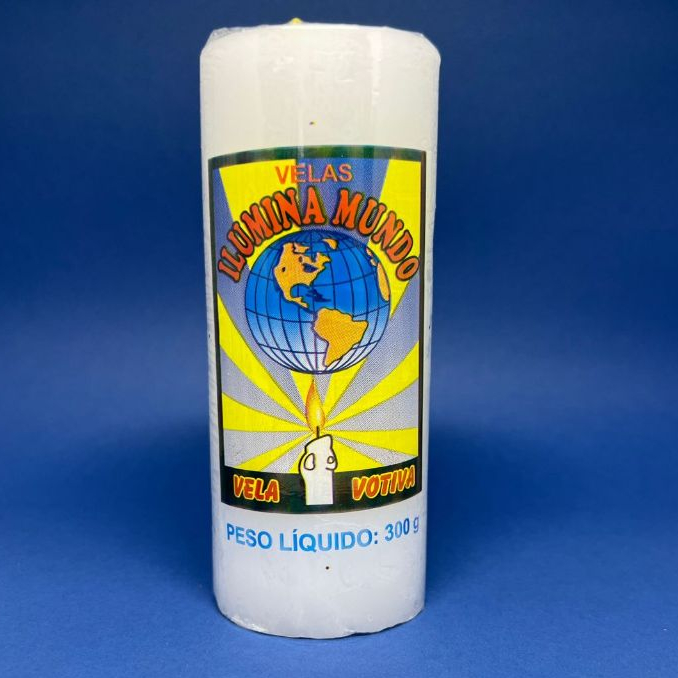 VELAS
ILUMINA MUNDO
VELA VOTIVA
PESO LÍQUIDO: 300 g